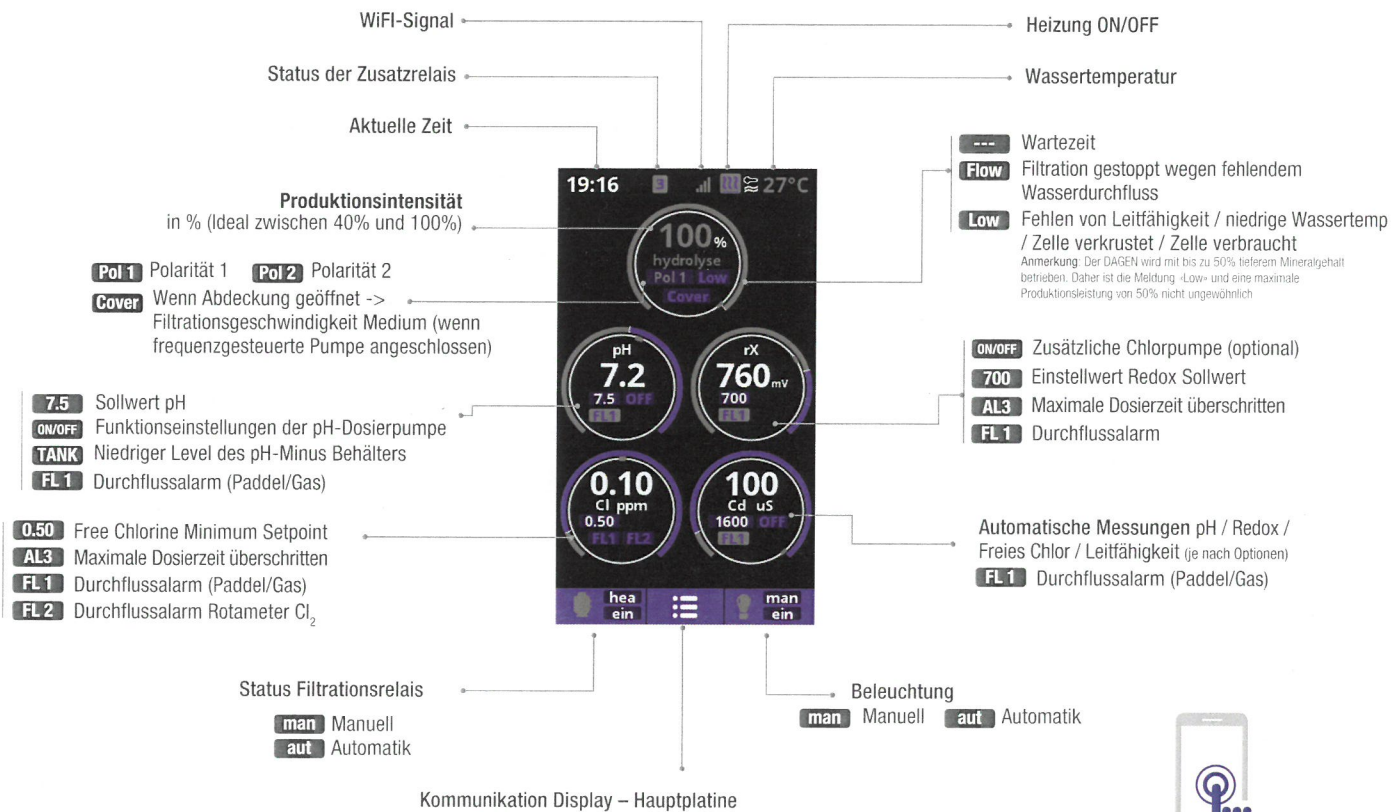 WiFI-Signal
Heizung ON/OFF
Status der Zusatzrelais
Wassertemperatur
Aktuelle Zeit
--- Wartezeit
Flow Filtration gestoppt wegen fehlendem
Wasserdurchfluss
Low Fehlen von Leitfähigkeit / niedrige Wassertemp
/ Zelle verkrustet / Zelle verbraucht
Anmerkung: Der DAGEN wird mit bis zu 50% tieferem Mineralgehalt
betrieben. Daher ist die Meldung «Low» und eine maximale
Produktionsleistung von 50% nicht ungewöhnlich
Produktionsintensität
in % (Ideal zwischen 40% und 100%)
Pol 1 Polarität 1 Pol 2 Polarität 2
Cover Wenn Abdeckung geöffnet ->
Filtrationsgeschwindigkeit Medium (wenn
frequenzgesteuerte Pumpe angeschlossen)
19:16 3 27°C
100 %
hydrolyse
Pol 1 Low
Cover
pH
7.2
7.5 OFF
FL1
rX
760 mV
700
FL1
0.10
Cl ppm
0.50
FL1 FL2
100
Cd uS
1600 OFF
FL1
hea
ein
man
ein
7.5 Sollwert pH
ON/OFF Funktionseinstellungen der pH-Dosierpumpe
TANK Niedriger Level des pH-Minus Behälters
FL 1 Durchflussalarm (Paddel/Gas)
ON/OFF Zusätzliche Chlorpumpe (optional)
700 Einstellwert Redox Sollwert
AL3 Maximale Dosierzeit überschritten
FL 1 Durchflussalarm
0.50 Free Chlorine Minimum Setpoint
AL3 Maximale Dosierzeit überschritten
FL 1 Durchflussalarm (Paddel/Gas)
FL 2 Durchflussalarm Rotameter Cl₂
Automatische Messungen pH / Redox /
Freies Chlor / Leitfähigkeit (je nach Optionen)
FL 1 Durchflussalarm (Paddel/Gas)
Status Filtrationsrelais
man Manuell
aut Automatik
Beleuchtung
man Manuell aut Automatik
Kommunikation Display – Hauptplatine